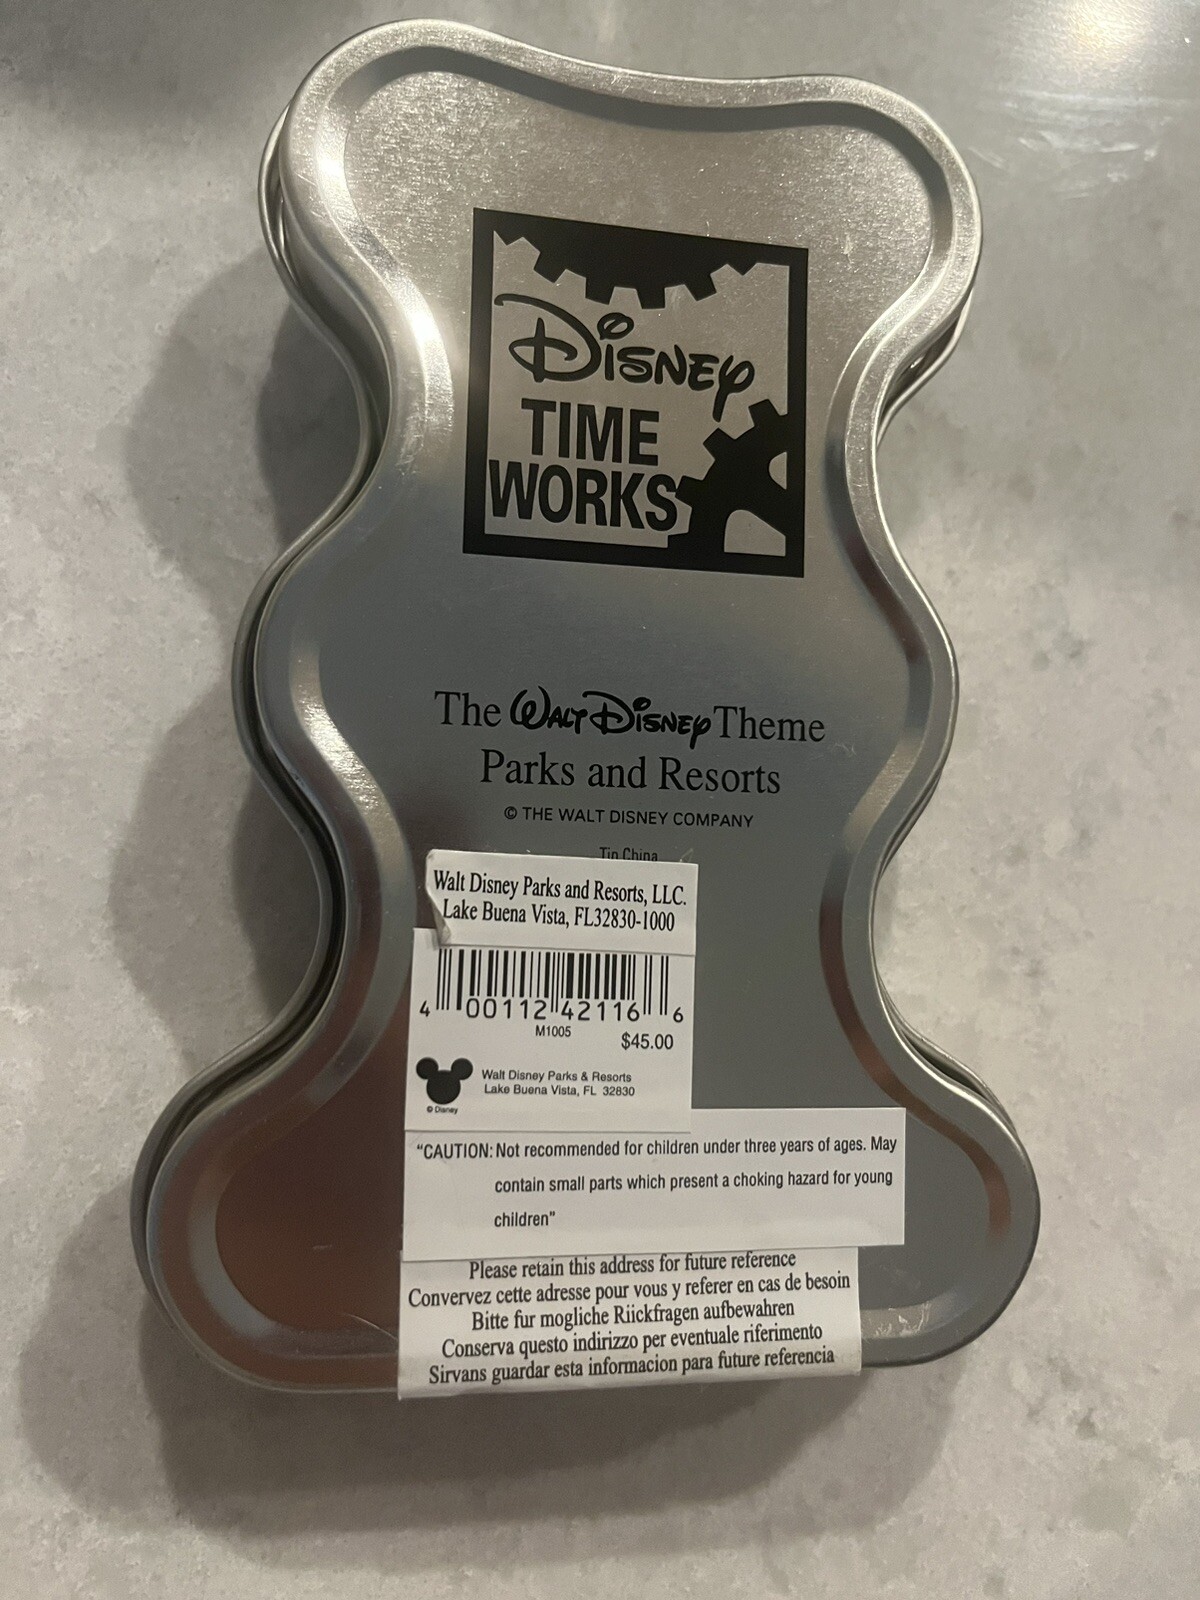 Disney
TIME
WORKS
The Walt Disney Theme
Parks and Resorts
© THE WALT DISNEY COMPANY
Tin China
Walt Disney Parks and Resorts, LLC.
Lake Buena Vista, FL32830-1000
4 00112 42116 6
M1005
$45.00
Walt Disney Parks & Resorts
Lake Buena Vista, FL 32830
© Disney
"CAUTION: Not recommended for children under three years of ages. May
contain small parts which present a choking hazard for young
children"
Please retain this address for future reference
Convervez cette adresse pour vous y referer en cas de besoin
Bitte fur mogliche Riickfragen aufbewahren
Conserva questo indirizzo per eventuale riferimento
Sirvans guardar esta informacion para future referencia